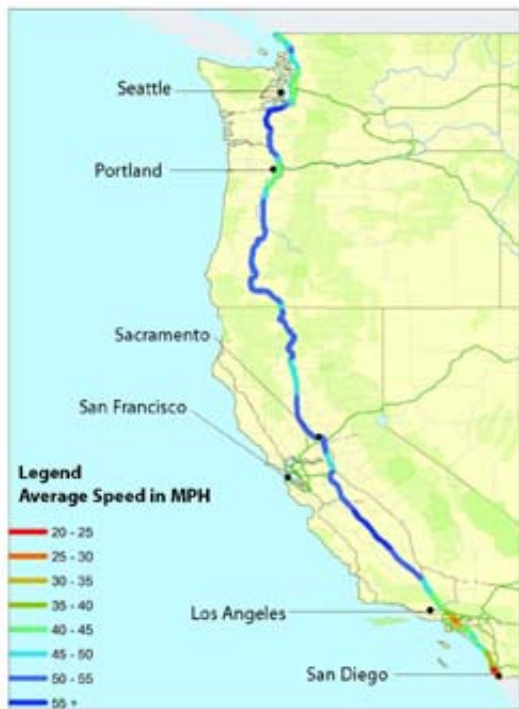 Seattle
Portland
Sacramento
San Francisco
Legend
Average Speed in MPH
20 - 25
25 - 30
30 - 35
35 - 40
40 - 45
45 - 50
50 - 55
55 +
Los Angeles
San Diego